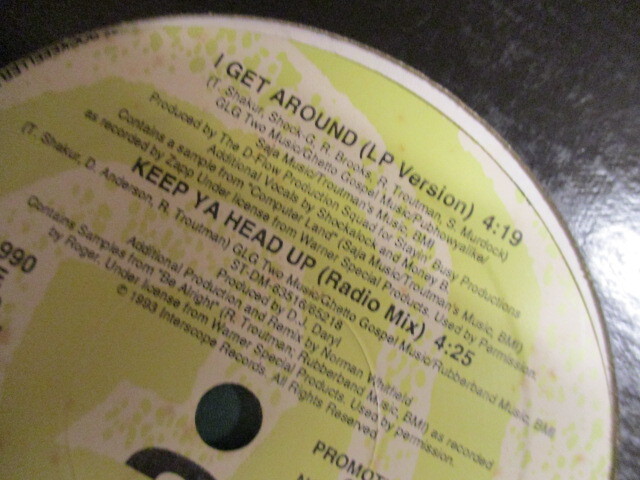 I GET AROUND (LP Version) 4:19
(T. Shakur, Shock-G, R. Brooks, R. Troutman, S. Murdock)
GLG Two Music/Ghetto Gospel Music/Pubhowyalike/
Saja Music/Troutman's Music, BMI)
Produced by The D-Flow Production Squad for Stayin' Busy Productions
Additional Vocals by Shockalock and Money B.
Contains a sample from "Computer Land" (Saja Music/Troutman's Music, BMI)
as recorded by Zapp Under license from Warner Special Products. Used by Permission.
KEEP YA HEAD UP (Radio Mix) 4:25
(T. Shakur, D. Anderson, R. Troutman) GLG Two Music/Ghetto Gospel Music/Rubberband Music, BMI
ST-DM-63516/65218
Produced by D.J. Daryl
Additional Production and Remix by Norman Whitfield
Contains Samples from "Be Alright" (R. Troutman, Rubberband Music, BMI) as recorded
by Roger. Under license from Warner Special Products. Used by permission.
© 1993 Interscope Records. All Rights Reserved
990
PROMOT